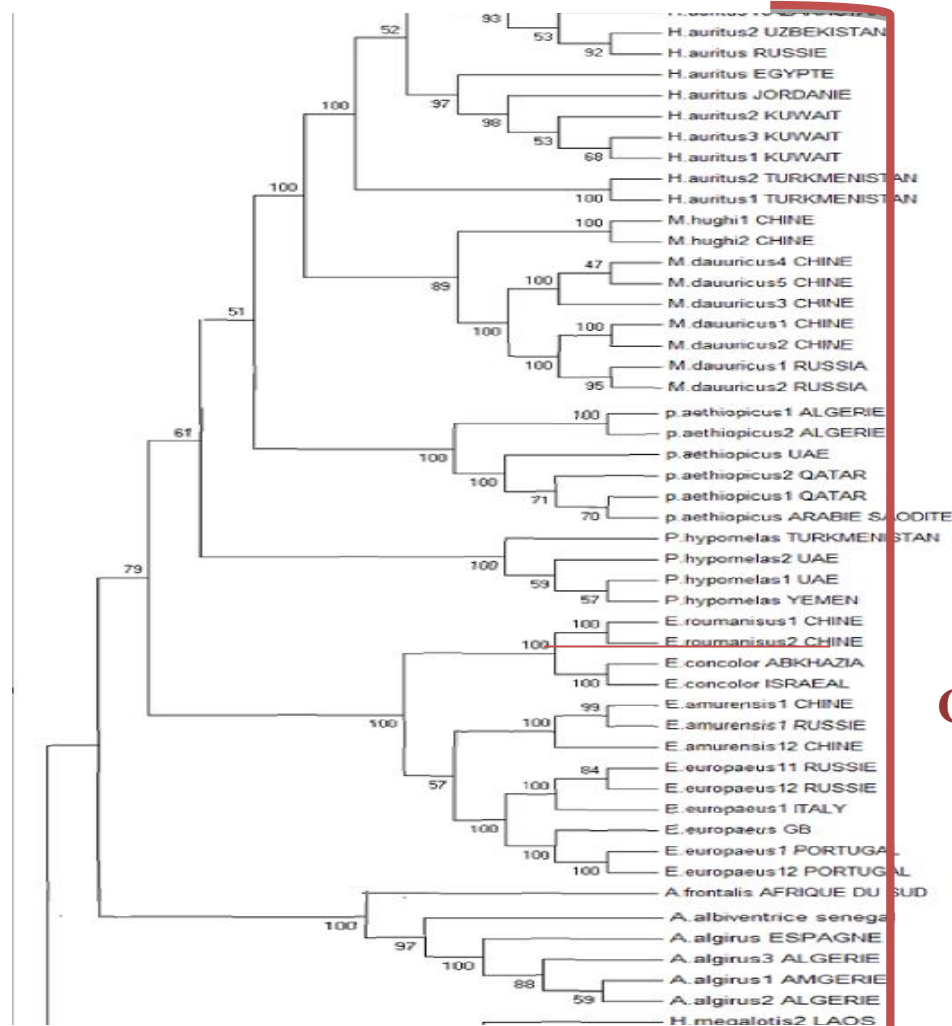 93
H.auritus2 UZBEKISTAN
53
H.auritus RUSSIE
92
52
H.auritus EGYPTE
97
H.auritus JORDANIE
98
H.auritus2 KUWAIT
53
H.auritus3 KUWAIT
68
H.auritus1 KUWAIT
100
H.auritus2 TURKMENISTAN
100
H.auritus1 TURKMENISTAN
100
M.hughi1 CHINE
100
M.hughi2 CHINE
47
M.dauuricus4 CHINE
M.dauuricus5 CHINE
100
M.dauuricus3 CHINE
89
100
M.dauuricus1 CHINE
100
M.dauuricus2 CHINE
100
M.dauuricus1 RUSSIA
95
M.dauuricus2 RUSSIA
51
100
p.aethiopicus1 ALGERIE
p.aethiopicus2 ALGERIE
61
100
p.aethiopicus UAE
100
p.aethiopicus2 QATAR
71
p.aethiopicus1 QATAR
70
p.aethiopicus ARABIE SAODITE
P.hypomelas TURKMENISTAN
100
P.hypomelas2 UAE
59
P.hypomelas1 UAE
57
P.hypomelas YEMEN
79
100
E.roumanisus1 CHINE
E.roumanisus2 CHINE
100
E.concolor ABKHAZIA
100
E.concolor ISRAEAL
99
E.amurensis1 CHINE
100
E.amurensis1 RUSSIE
100
E.amurensis12 CHINE
84
E.europaeus11 RUSSIE
57
100
E.europaeus12 RUSSIE
E.europaeus1 ITALY
100
E.europaeus GB
100
E.europaeus1 PORTUGAL
100
E.europaeus12 PORTUGAL
A.frontalis AFRIQUE DU SUD
100
A.albiventrice senegal
97
A.algirus ESPAGNE
100
A.algirus3 ALGERIE
88
A.algirus1 AMGERIE
59
A.algirus2 ALGERIE
H.megalotis2 LAOS